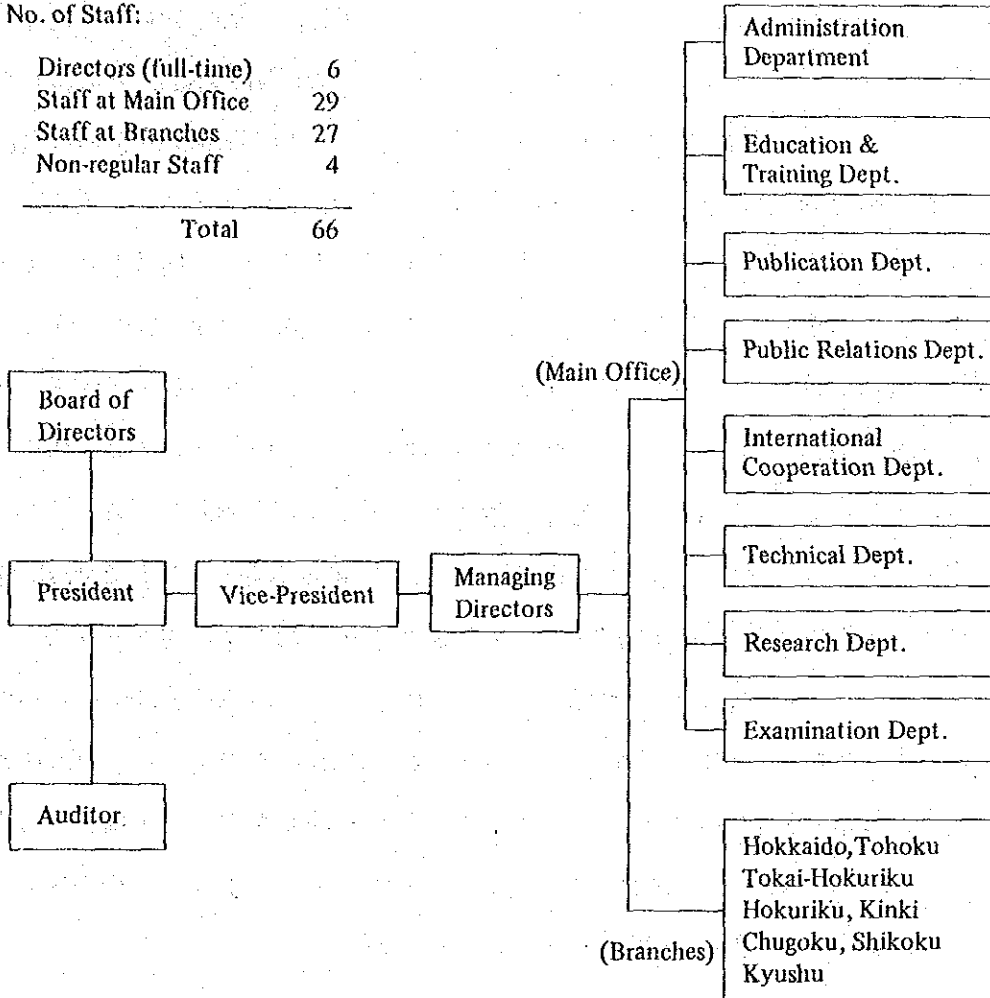 No. of Staff:
Directors (full-time) 6
Staff at Main Office 29
Staff at Branches 27
Non-regular Staff 4
Total 66
Board of
Directors
President
Vice-President
Managing
Directors
Auditor
(Main Office)
Administration
Department
Education &
Training Dept.
Publication Dept.
Public Relations Dept.
International
Cooperation Dept.
Technical Dept.
Research Dept.
Examination Dept.
(Branches)
Hokkaido, Tohoku
Tokai-Hokuriku
Hokuriku, Kinki
Chugoku, Shikoku
Kyushu